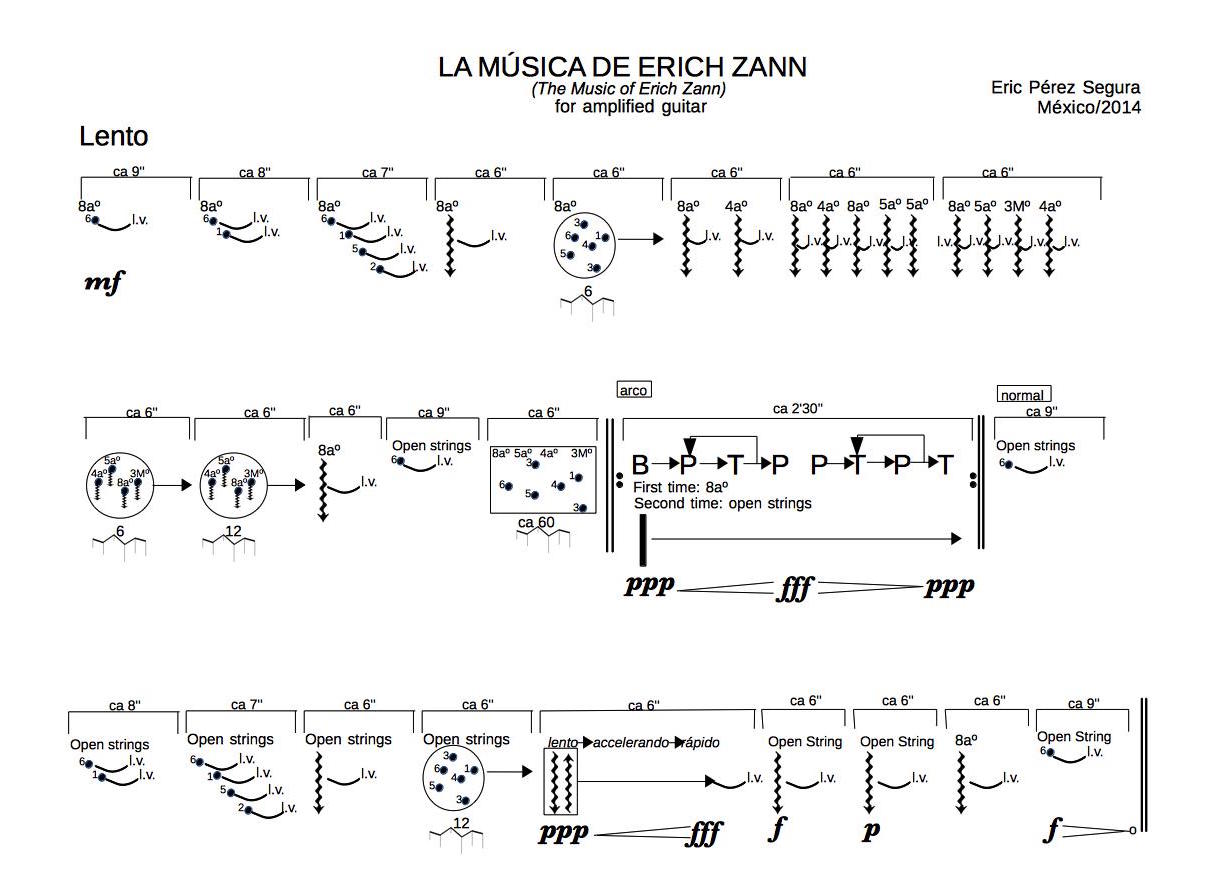 LA MÚSICA DE ERICH ZANN
(The Music of Erich Zann)
for amplified guitar
Eric Pérez Segura
México/2014
Lento
ca 9" ca 8" ca 7" ca 6" ca 6" ca 6" ca 6" ca 6"
8aº 8aº 8aº 8aº 8aº 8aº 4aº 8aº 4aº 8aº 5aº 5aº 8aº 5aº 3Mº 4aº
6 l.v. 6 l.v. 6 l.v. 3
1 l.v. 1 l.v. l.v. 6 1 l.v. l.v. l.v. l.v. l.v. l.v. l.v. l.v. l.v. l.v. l.v.
5 l.v. 5 4
2 l.v. 3
mf
6
arco
normal
ca 6" ca 6" ca 6" ca 9" ca 6" ca 2'30" ca 9"
5aº 5aº 8aº Open strings 8aº 5aº 4aº 3Mº Open strings
4aº 3Mº 4aº 3Mº 6 l.v. 3 1 B P T P P T P T 6 l.v.
8aº 8aº l.v. 6 5 4 3 First time: 8aº
Second time: open strings
6 12 ca 60
ppp fff ppp
ca 8" ca 7" ca 6" ca 6" ca 6" ca 6" ca 6" ca 6" ca 9"
Open strings Open strings Open strings Open strings lento accelerando rápido Open String Open String 8aº Open String
6 l.v. 6 l.v. 3 6 l.v.
1 l.v. 1 l.v. l.v. 6 1 l.v. l.v. l.v. l.v.
5 l.v. 5 4
2 l.v. 3
12
ppp fff f p f